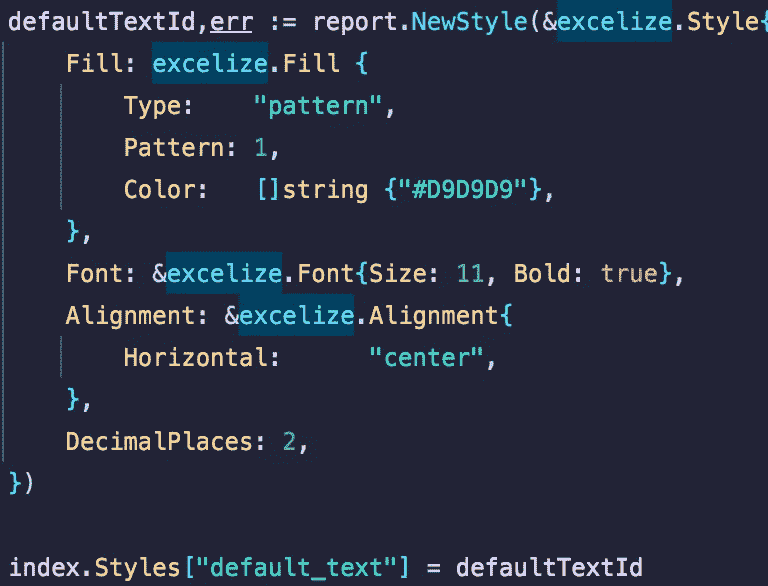 defaultTextId,err := report.NewStyle(&excelize.Style{
    Fill: excelize.Fill {
        Type:    "pattern",
        Pattern: 1,
        Color:   []string {"#D9D9D9"},
    },
    Font: &excelize.Font{Size: 11, Bold: true},
    Alignment: &excelize.Alignment{
        Horizontal:      "center",
    },
    DecimalPlaces: 2,
})
index.Styles["default_text"] = defaultTextId